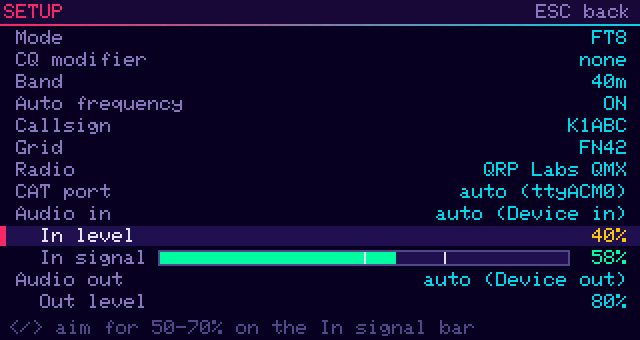 SETUP ESC back
Mode FT8
CQ modifier none
Band 40m
Auto frequency ON
Callsign K1ABC
Grid FN42
Radio QRP Labs QMX
CAT port auto (ttyACM0)
Audio in auto (Device in)
In level 40%
In signal 58%
Audio out auto (Device out)
Out level 80%
</> aim for 50-70% on the In signal bar